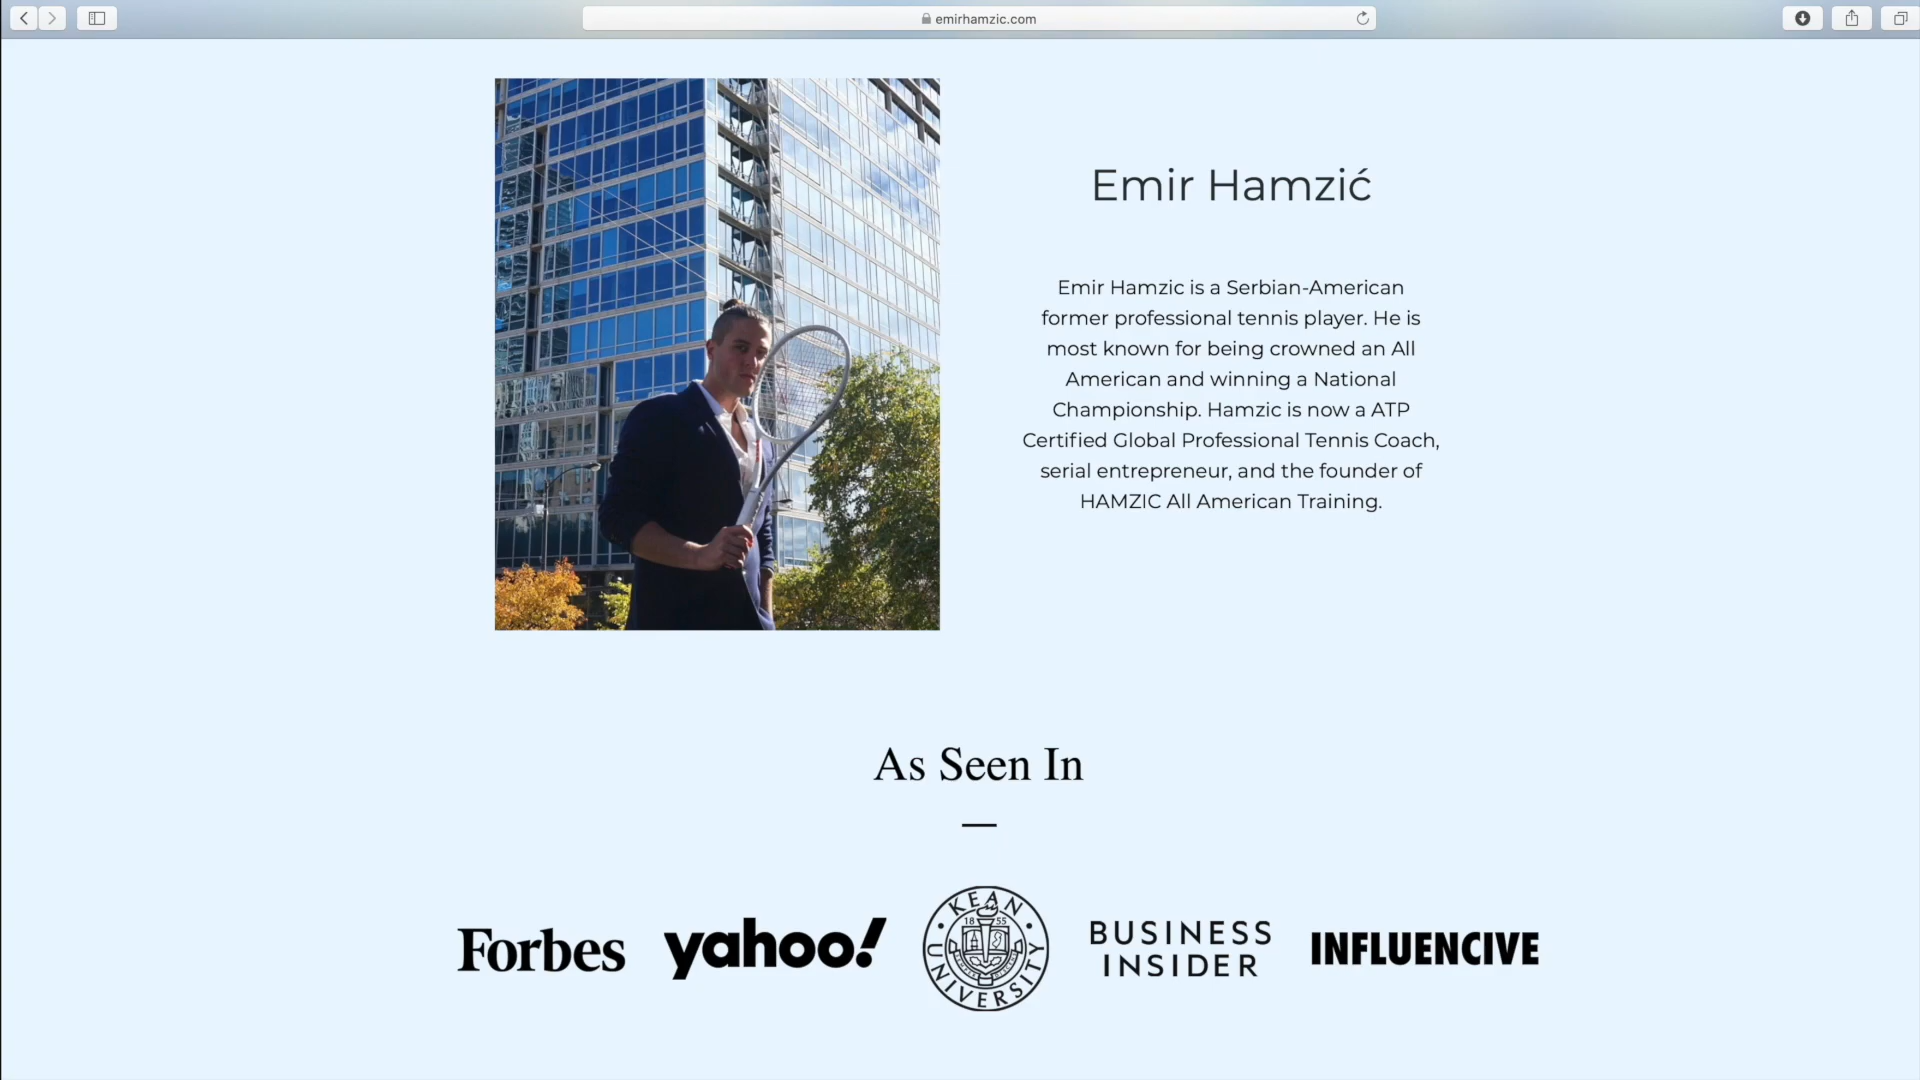 emirhamzic.com
Emir Hamzić
Emir Hamzic is a Serbian-American
former professional tennis player. He is
most known for being crowned an All
American and winning a National
Championship. Hamzic is now a ATP
Certified Global Professional Tennis Coach,
serial entrepreneur, and the founder of
HAMZIC All American Training.
As Seen In
Forbes
yahoo!
KEAN
1855
UNIVERSITY
BUSINESS
INSIDER
INFLUENCIVE